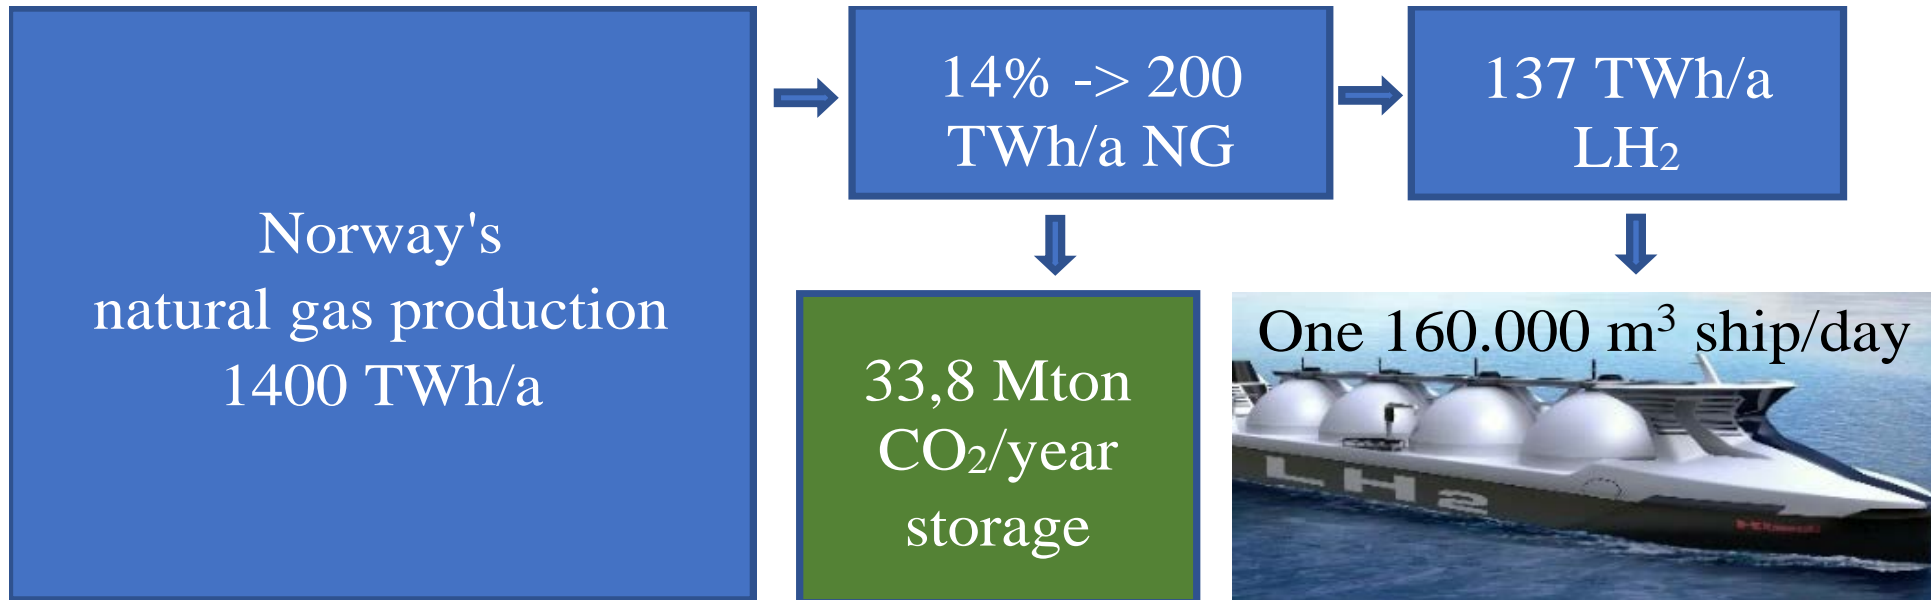 Norway's
natural gas production
1400 TWh/a
14% -> 200
TWh/a NG
137 TWh/a
LH₂
33,8 Mton
CO₂/year
storage
One 160.000 m³ ship/day
LH₂